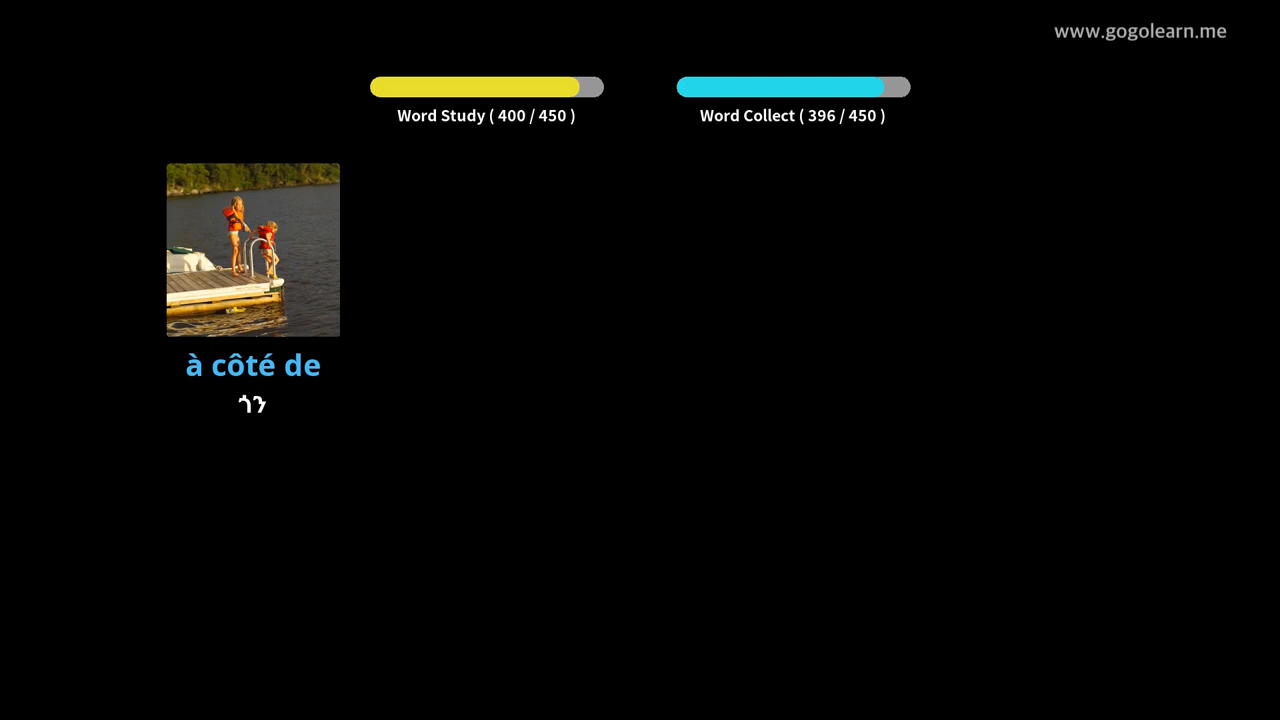 www.gogolearn.me
Word Study ( 400 / 450 )
Word Collect ( 396 / 450 )
à côté de
ጎን